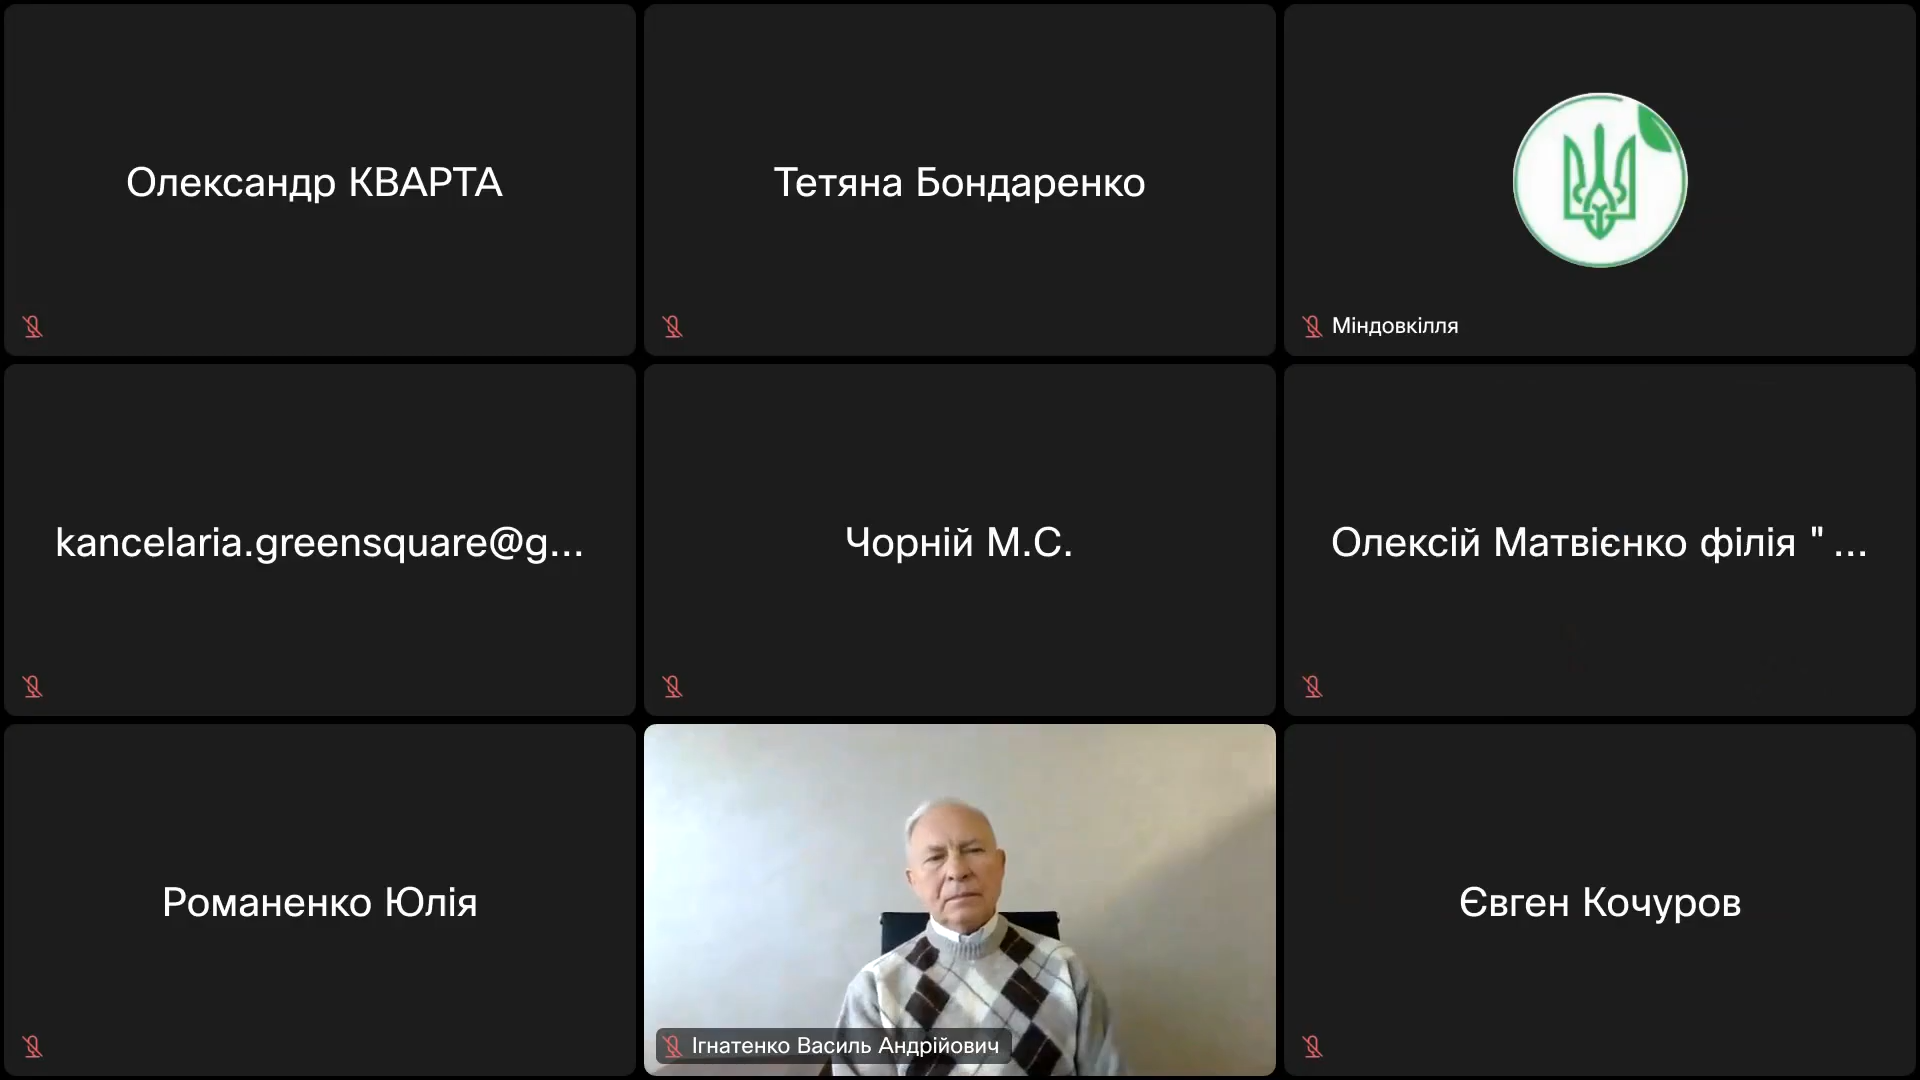 Олександр КВАРТА
Тетяна Бондаренко
Міндовкілля
kancelaria.greensquare@g...
Чорній М.С.
Олексій Матвієнко філія " ...
Романенко Юлія
Ігнатенко Василь Андрійович
Євген Кочуров